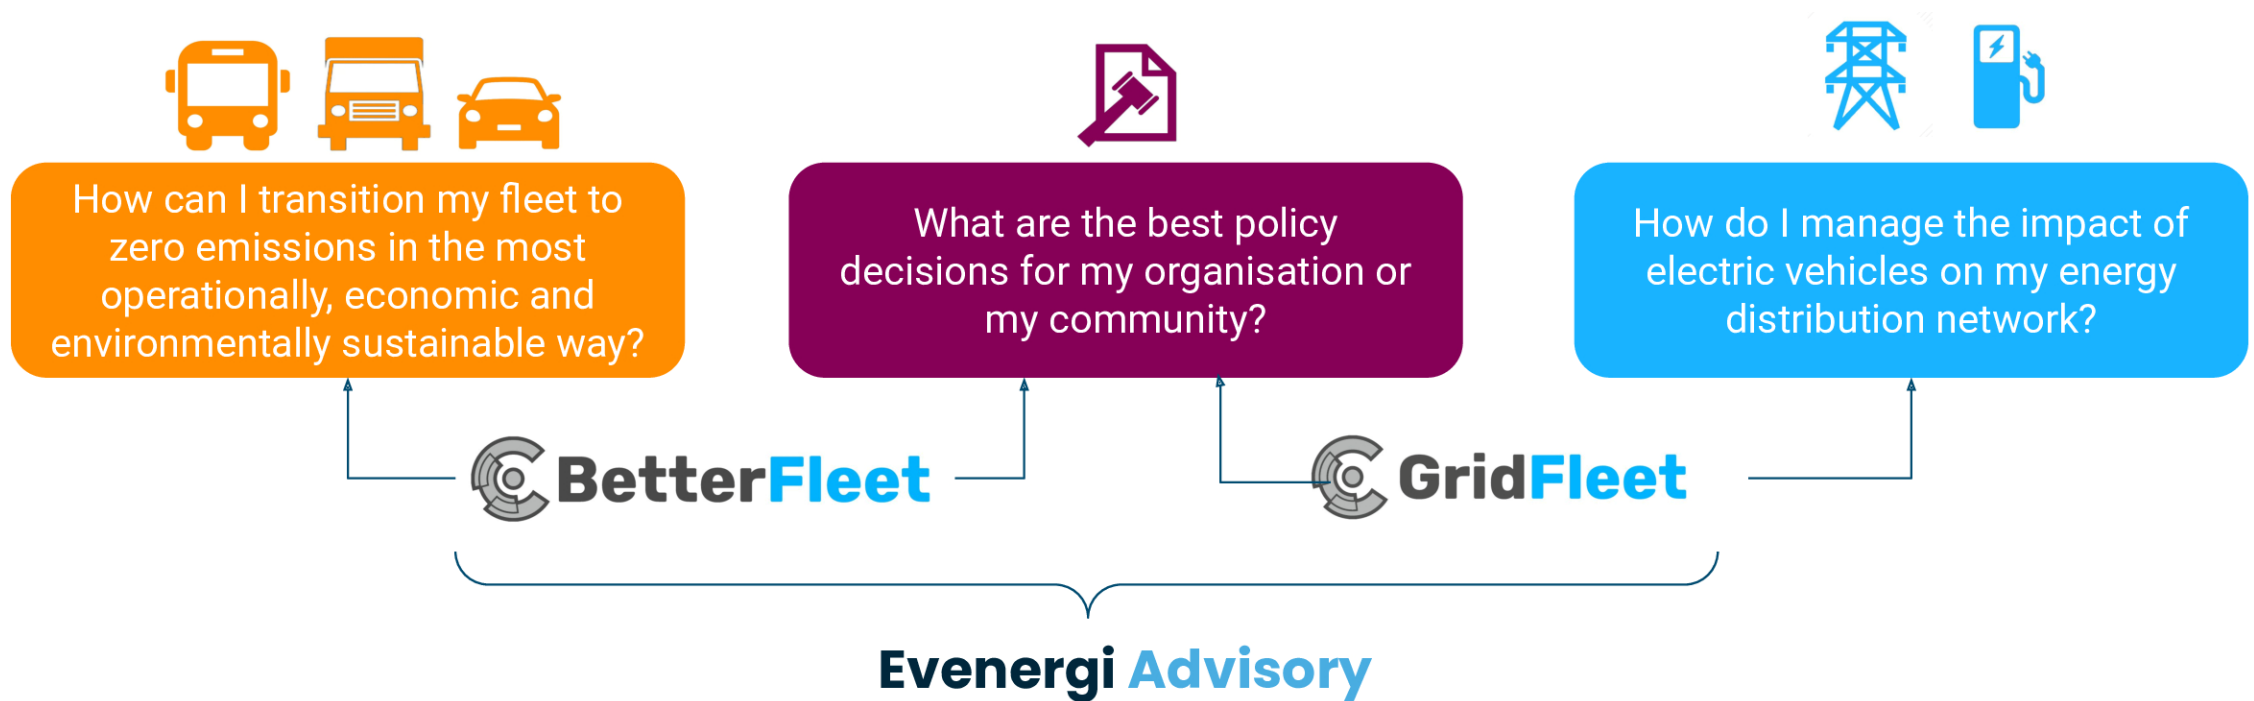 How can I transition my fleet to
zero emissions in the most
operationally, economic and
environmentally sustainable way?
What are the best policy
decisions for my organisation or
my community?
How do I manage the impact of
electric vehicles on my energy
distribution network?
BetterFleet
GridFleet
Evenergi Advisory